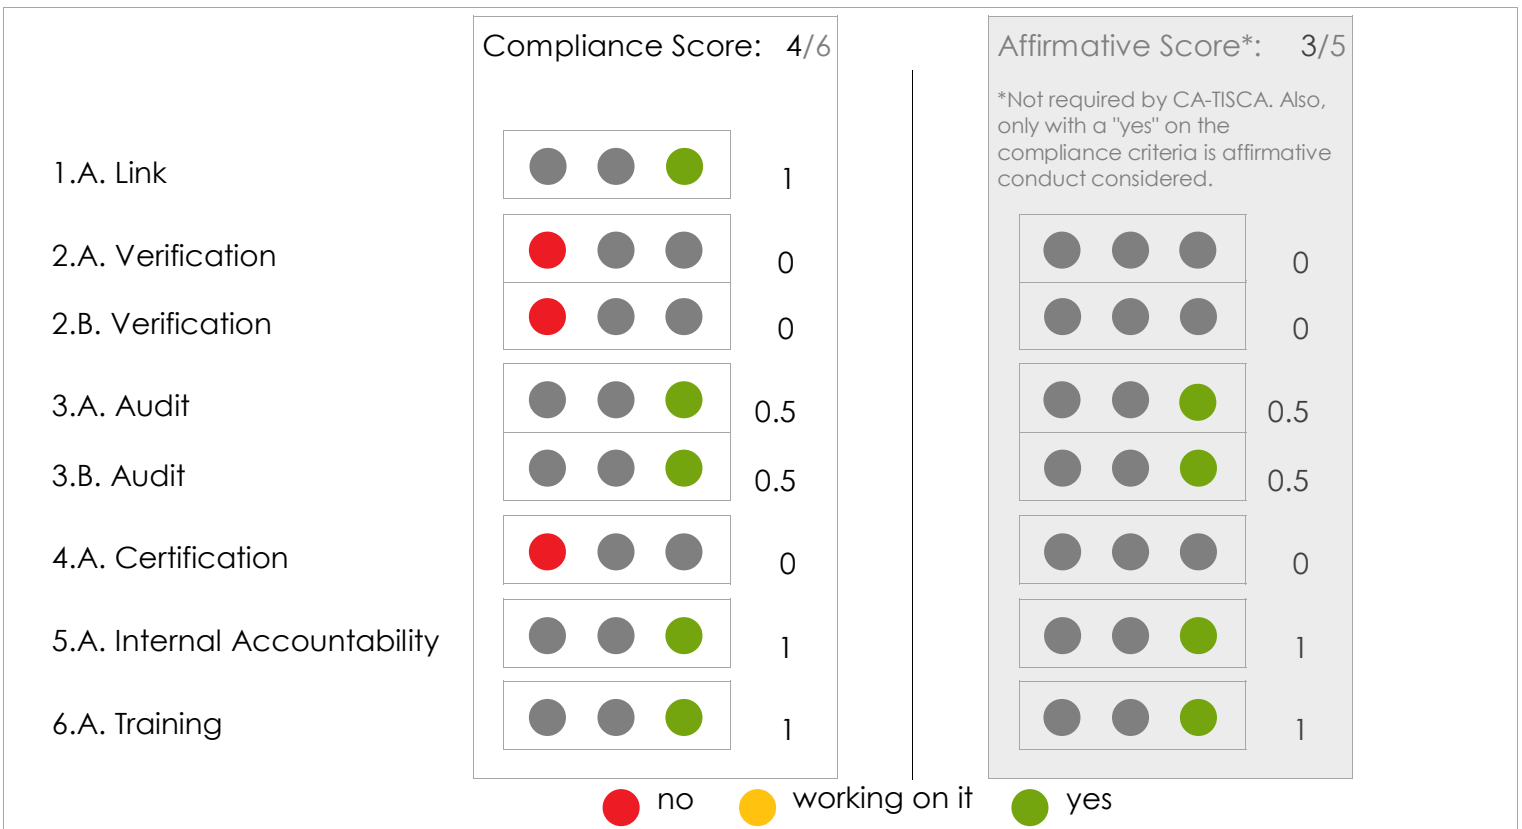 Compliance Score: 4/6
Affirmative Score*: 3/5
*Not required by CA-TISCA. Also,
only with a "yes" on the
compliance criteria is affirmative
conduct considered.
1.A. Link 1
2.A. Verification 0 0
2.B. Verification 0 0
3.A. Audit 0.5 0.5
3.B. Audit 0.5 0.5
4.A. Certification 0 0
5.A. Internal Accountability 1 1
6.A. Training 1 1
no working on it yes